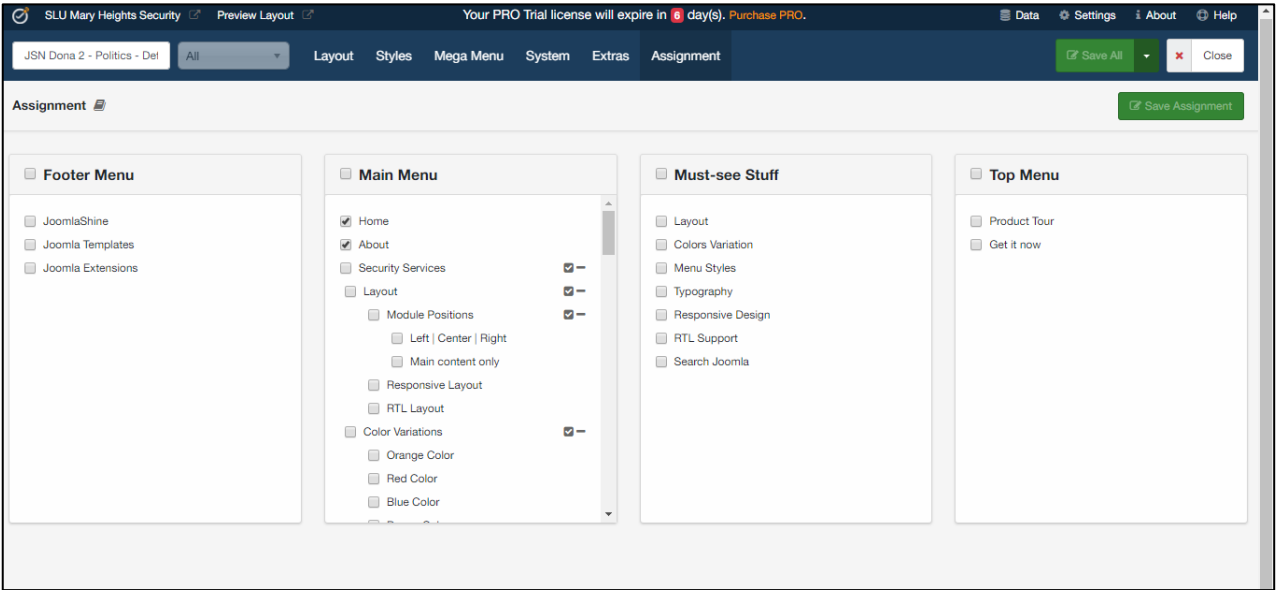 SLU Mary Heights Security Preview Layout Your PRO Trial license will expire in 6 day(s). Purchase PRO. Data Settings About Help
JSN Dona 2 - Politics - Def All Layout Styles Mega Menu System Extras Assignment Save All Close
Assignment Save Assignment
Footer Menu
JoomlaShine
Joomla Templates
Joomla Extensions
Main Menu
Home
About
Security Services
Layout
Module Positions
Left | Center | Right
Main content only
Responsive Layout
RTL Layout
Color Variations
Orange Color
Red Color
Blue Color
Must-see Stuff
Layout
Colors Variation
Menu Styles
Typography
Responsive Design
RTL Support
Search Joomla
Top Menu
Product Tour
Get it now